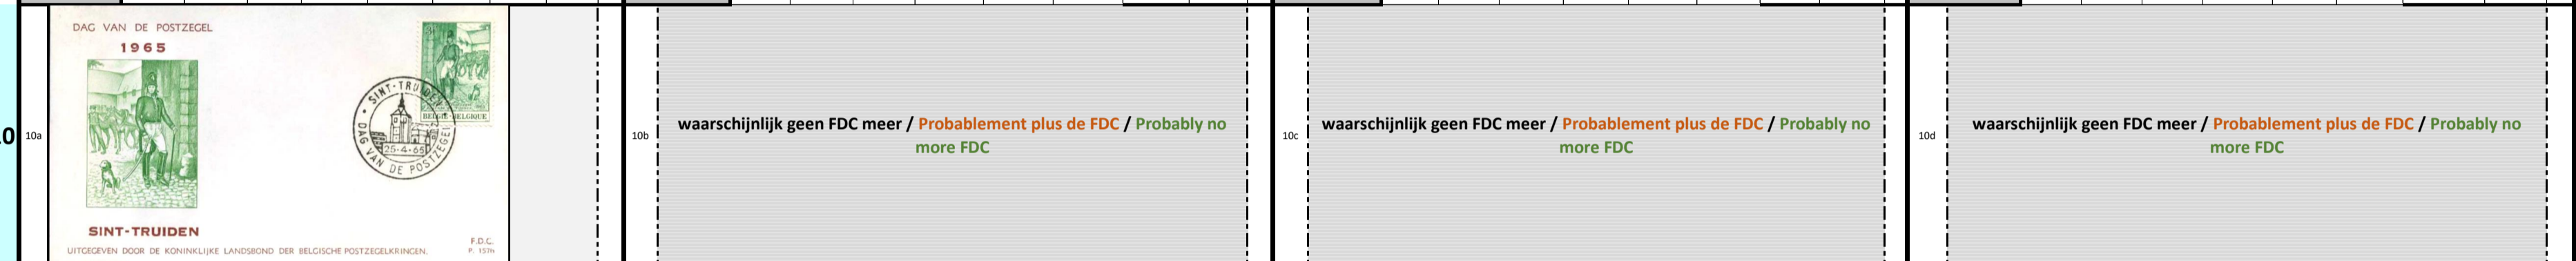 DAG VAN DE POSTZEGEL
1965
SINT-TRUIDEN
DAG VAN DE POSTZEGEL
25-4-65
BELGIE-BELGIQUE
SINT-TRUIDEN
F.D.C.
P. 157h
UITGEGEVEN DOOR DE KONINKLIJKE LANDSBOND DER BELGISCHE POSTZEGELKRINGEN.
0
10a
10b
waarschijnlijk geen FDC meer / Probablement plus de FDC / Probably no
more FDC
10c
waarschijnlijk geen FDC meer / Probablement plus de FDC / Probably no
more FDC
10d
waarschijnlijk geen FDC meer / Probablement plus de FDC / Probably no
more FDC